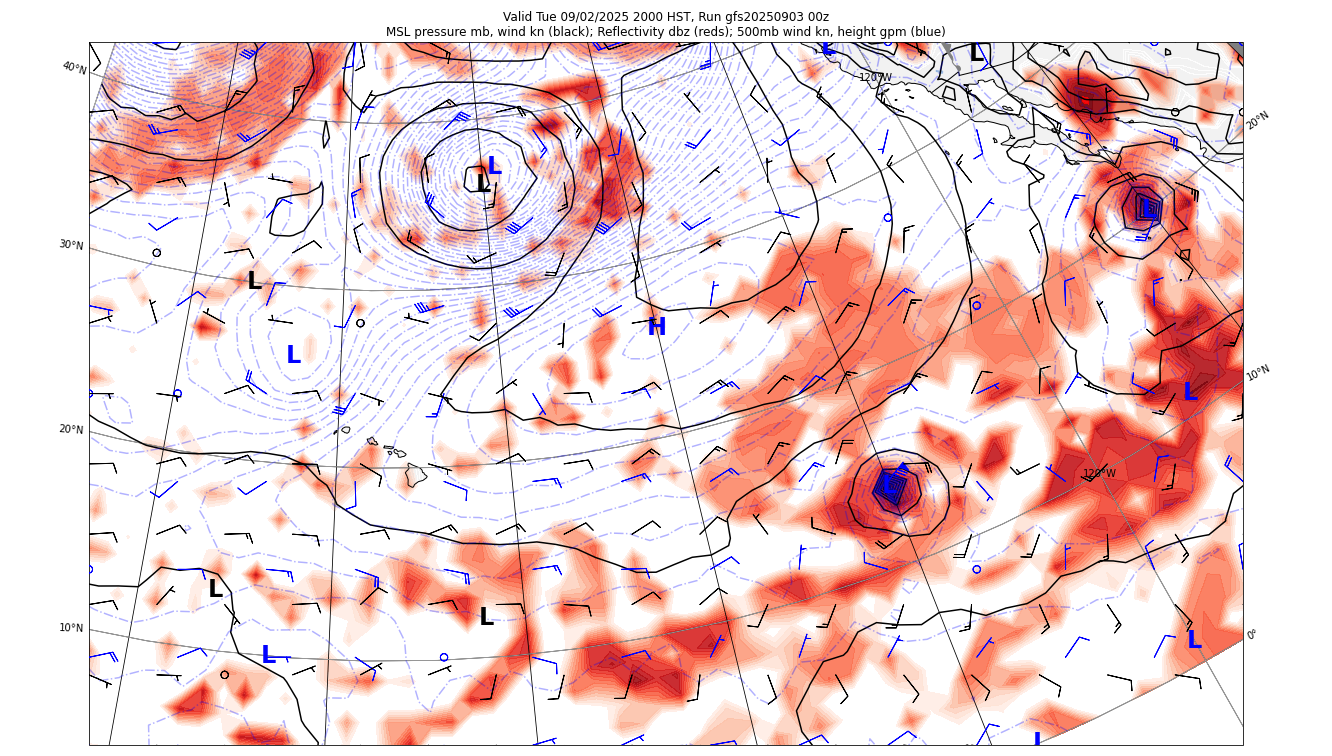 Valid Tue 09/02/2025 2000 HST, Run gfs20250903 00z
MSL pressure mb, wind kn (black); Reflectivity dbz (reds); 500mb wind kn, height gpm (blue)
L L
40°N
120°W
20°N
L
L
L
L
30°N
L
H
L
10°N
L
20°N
120°W
L
L
L
10°N
0°
L
L
L